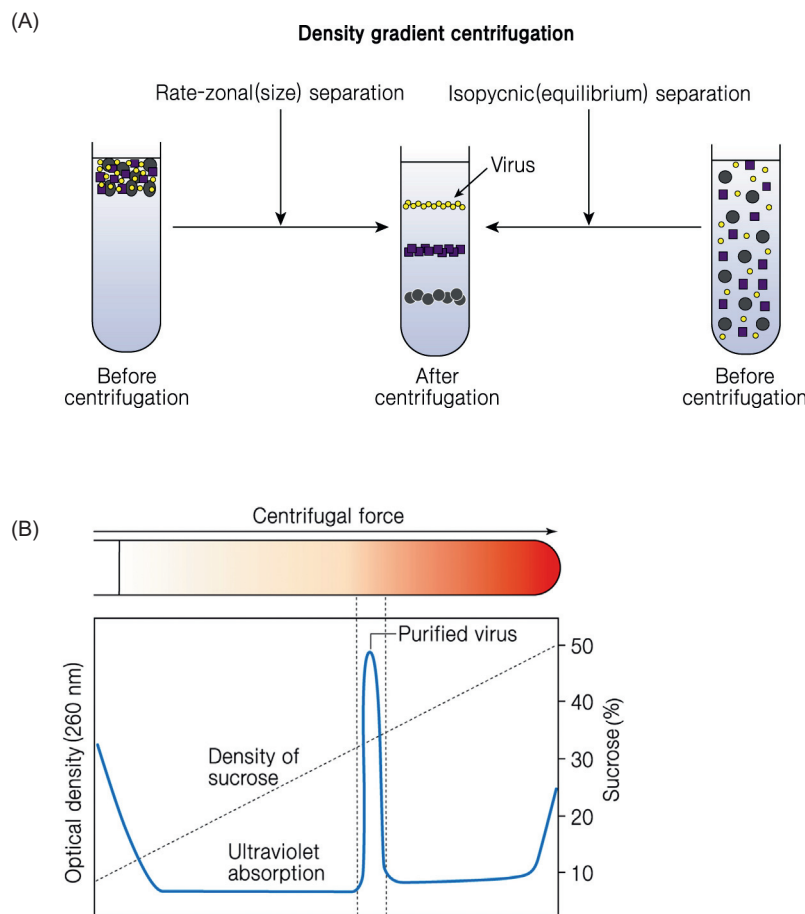 (A)
Density gradient centrifugation
Rate-zonal(size) separation
Isopycnic(equilibrium) separation
Virus
Before
centrifugation
After
centrifugation
Before
centrifugation
(B)
Centrifugal force
Purified virus
Optical density (260 nm)
Density of
sucrose
Ultraviolet
absorption
50
40
30
20
10
Sucrose(%)